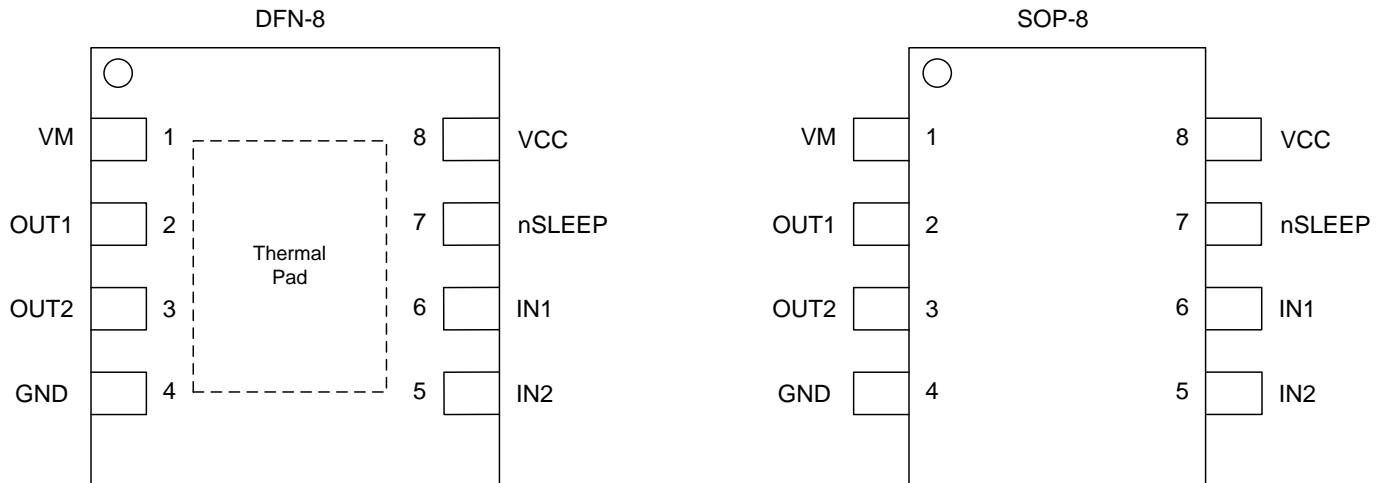 DFN-8
VM 1 8 VCC
OUT1 2 7 nSLEEP
Thermal
Pad
OUT2 3 6 IN1
GND 4 5 IN2
SOP-8
VM 1 8 VCC
OUT1 2 7 nSLEEP
OUT2 3 6 IN1
GND 4 5 IN2